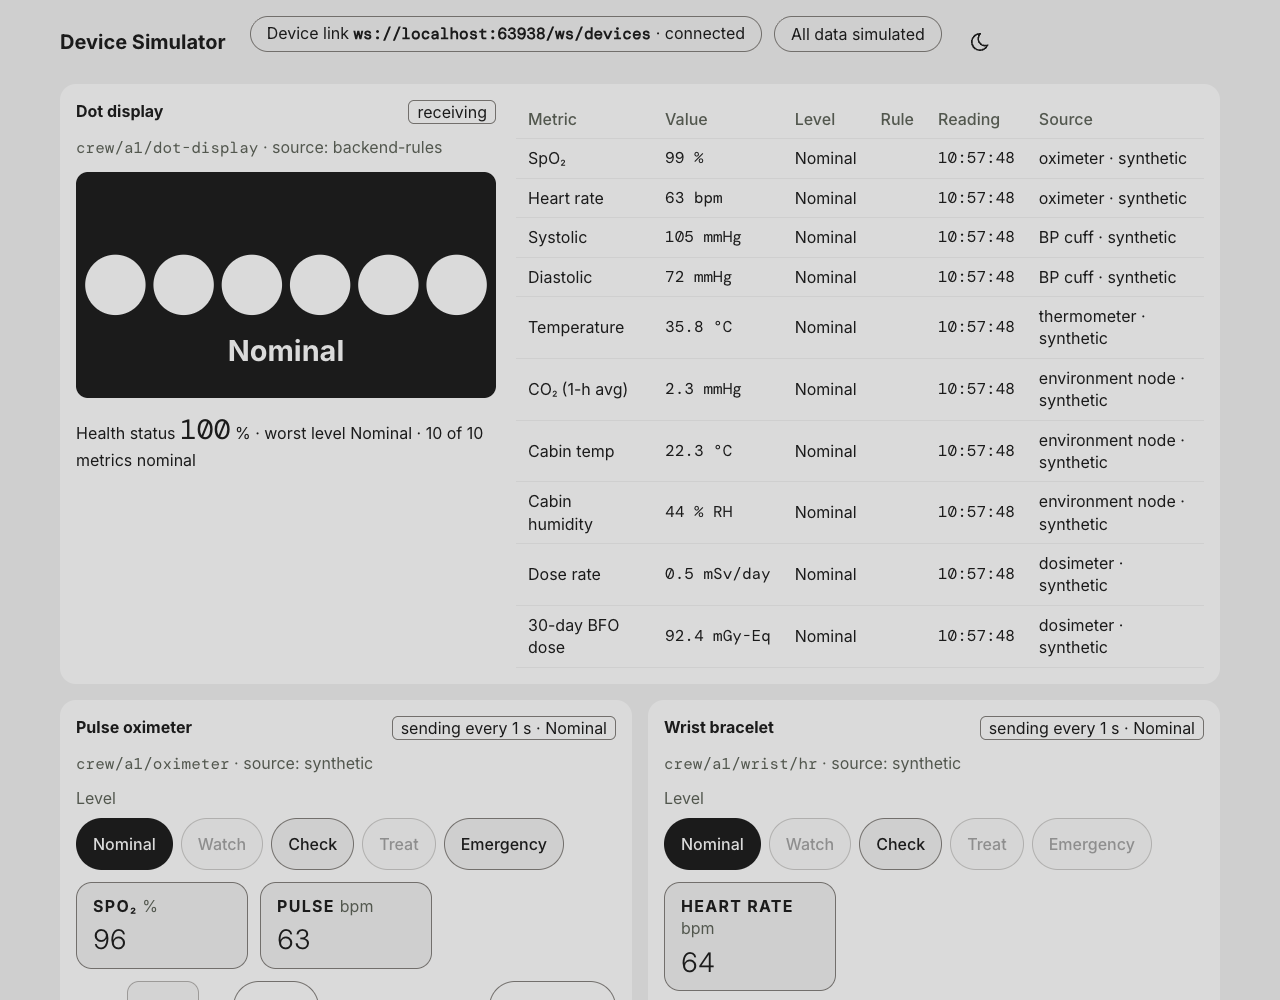 Device Simulator
Device link ws://localhost:63938/ws/devices · connected
All data simulated
Dot display
receiving
crew/a1/dot-display · source: backend-rules
Nominal
Health status 100 % · worst level Nominal · 10 of 10
metrics nominal
Metric Value Level Rule Reading Source
SpO₂ 99 % Nominal 10:57:48 oximeter · synthetic
Heart rate 63 bpm Nominal 10:57:48 oximeter · synthetic
Systolic 105 mmHg Nominal 10:57:48 BP cuff · synthetic
Diastolic 72 mmHg Nominal 10:57:48 BP cuff · synthetic
Temperature 35.8 °C Nominal 10:57:48 thermometer ·
synthetic
CO₂ (1-h avg) 2.3 mmHg Nominal 10:57:48 environment node ·
synthetic
Cabin temp 22.3 °C Nominal 10:57:48 environment node ·
synthetic
Cabin
humidity 44 % RH Nominal 10:57:48 environment node ·
synthetic
Dose rate 0.5 mSv/day Nominal 10:57:48 dosimeter ·
synthetic
30-day BFO
dose 92.4 mGy-Eq Nominal 10:57:48 dosimeter ·
synthetic
Pulse oximeter
sending every 1 s · Nominal
crew/a1/oximeter · source: synthetic
Level
Nominal Watch Check Treat Emergency
SPO₂ %
96
PULSE bpm
63
Wrist bracelet
sending every 1 s · Nominal
crew/a1/wrist/hr · source: synthetic
Level
Nominal Watch Check Treat Emergency
HEART RATE
bpm
64